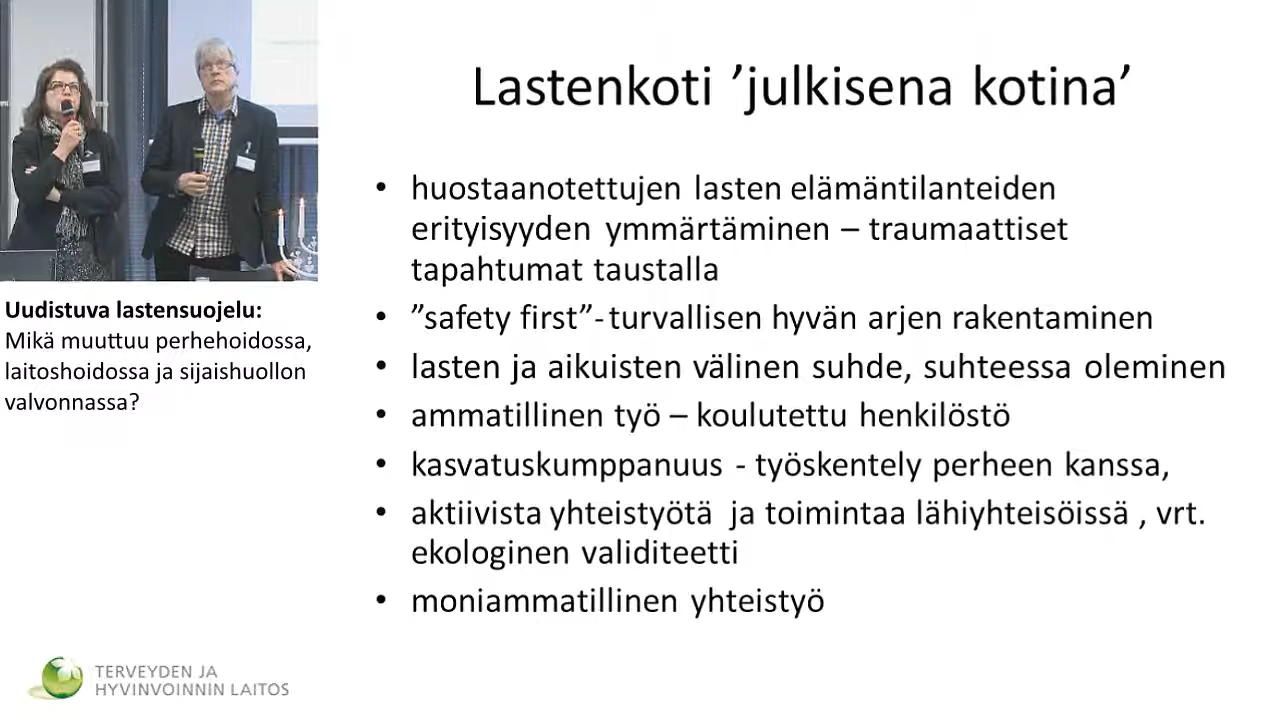 Lastenkoti ’julkisena kotina’
• huostaanotettujen lasten elämäntilanteiden
erityisyyden ymmärtäminen – traumaattiset
tapahtumat taustalla
• ”safety first”- turvallisen hyvän arjen rakentaminen
• lasten ja aikuisten välinen suhde, suhteessa oleminen
• ammatillinen työ – koulutettu henkilöstö
• kasvatuskumppanuus - työskentely perheen kanssa,
• aktiivista yhteistyötä ja toimintaa lähiyhteisöissä , vrt.
ekologinen validiteetti
• moniammatillinen yhteistyö
Uudistuva lastensuojelu:
Mikä muuttuu perhehoidossa,
laitoshoidossa ja sijaishuollon
valvonnassa?
TERVEYDEN JA
HYVINVOINNIN LAITOS